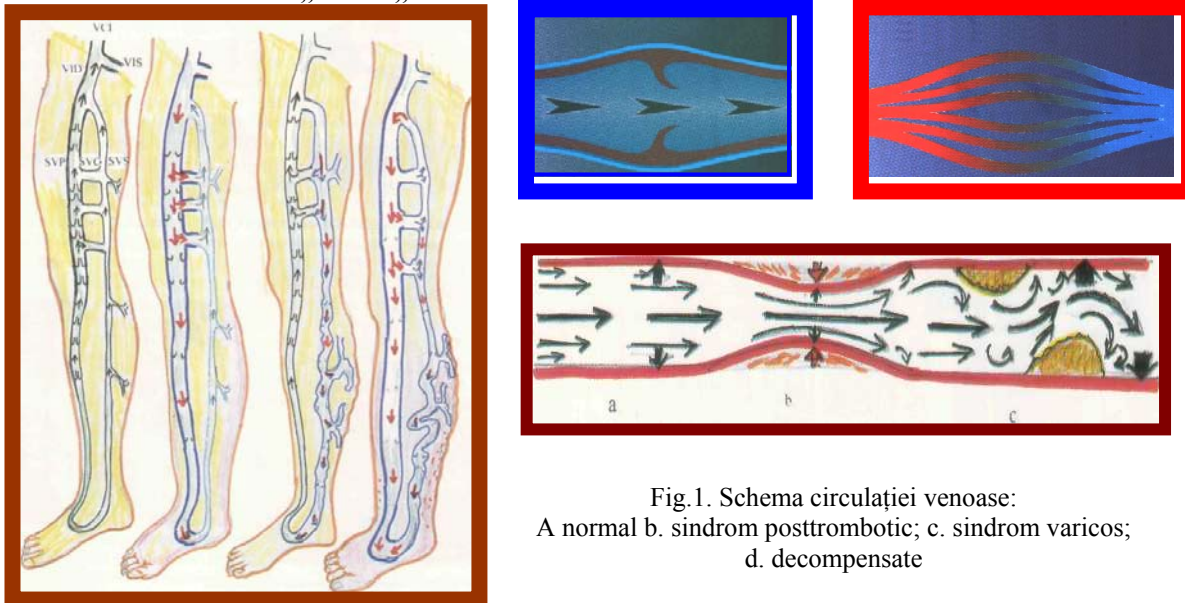 VCI
VID VIS
SVP SVC SVS
a b c
Fig.1. Schema circulației venoase:
A normal b. sindrom posttrombotic; c. sindrom varicos;
d. decompensate